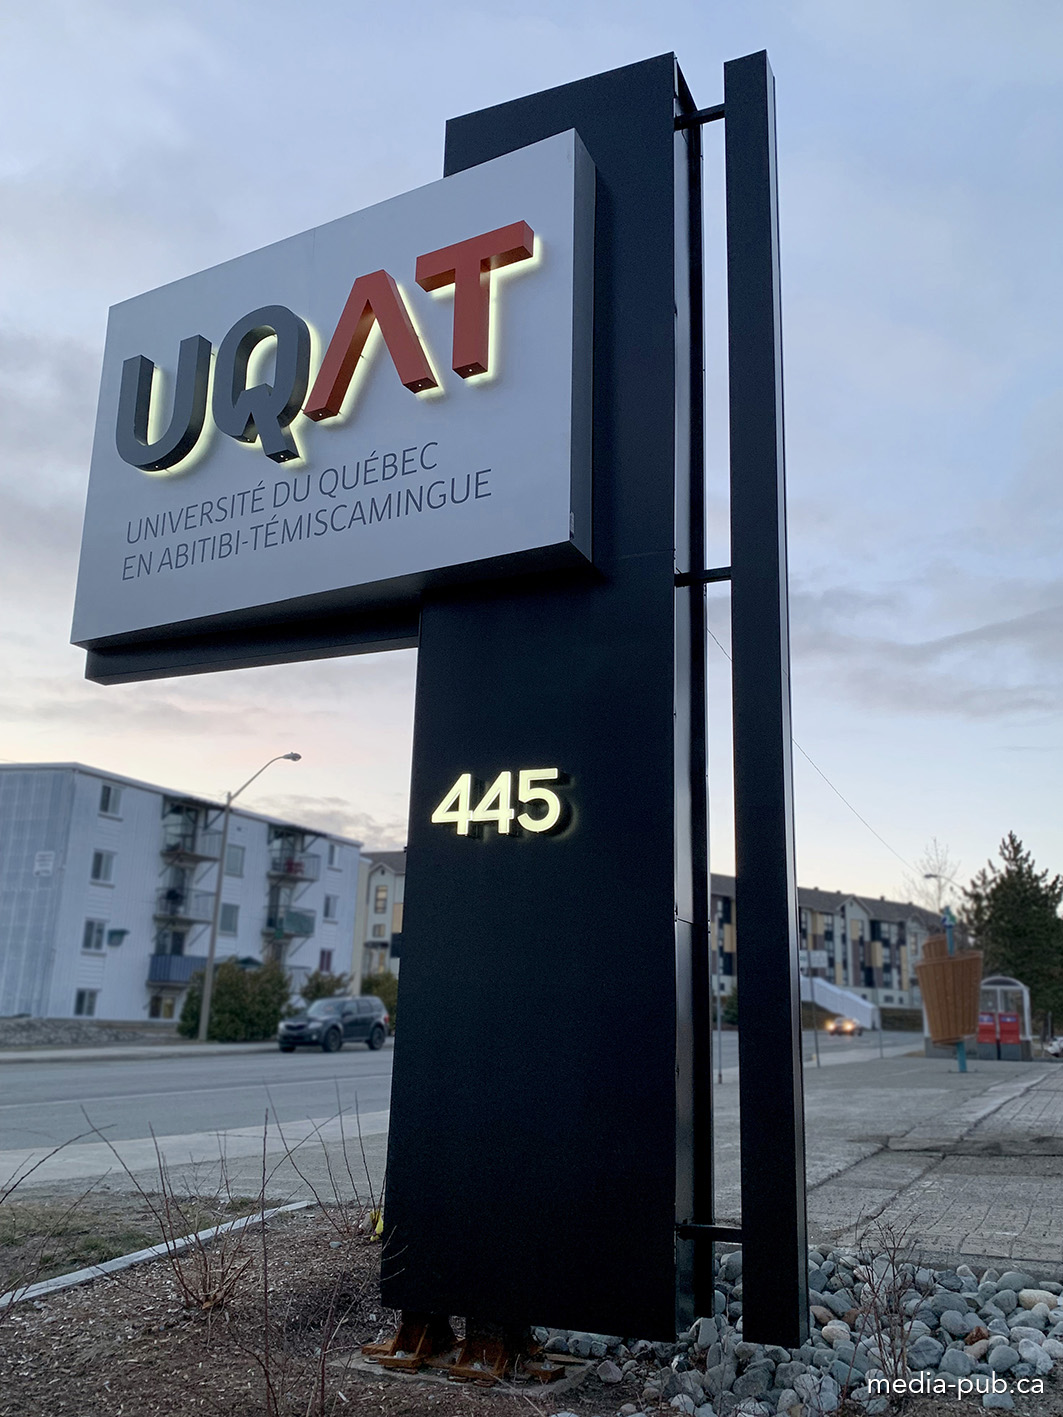 UQAT
UNIVERSITÉ DU QUÉBEC
EN ABITIBI-TÉMISCAMINGUE
445
media-pub.ca